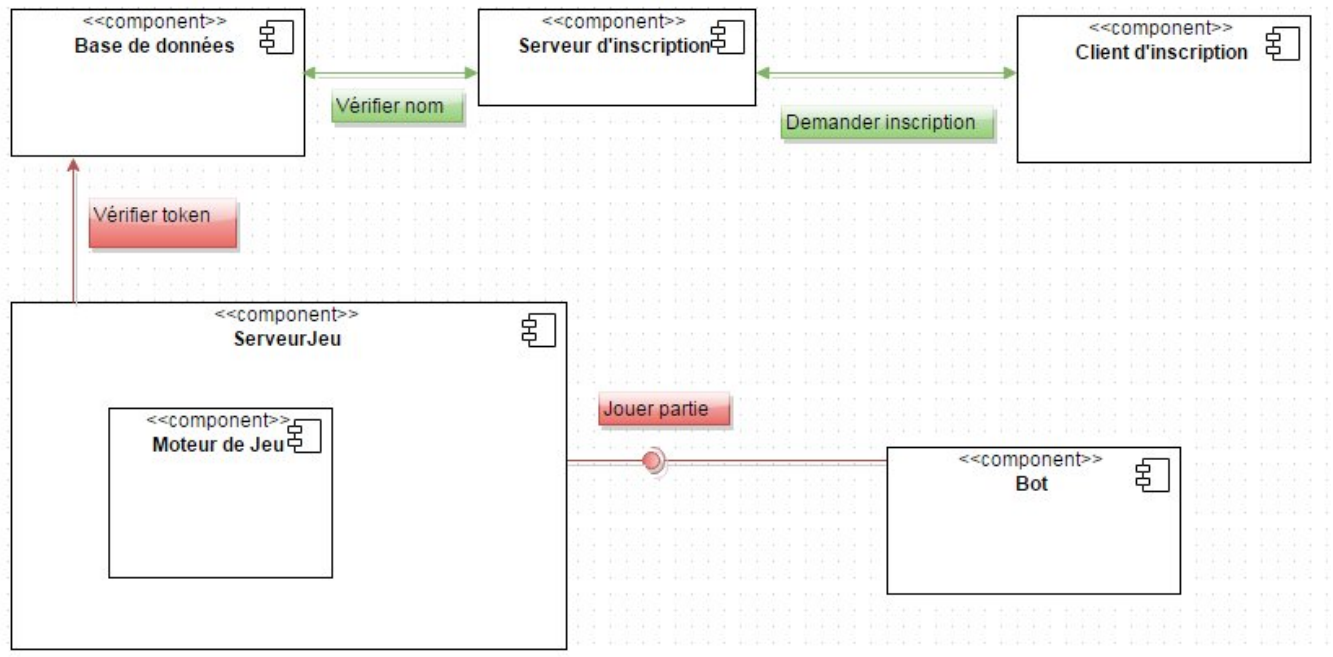 <<component>>
Base de données
<<component>>
Serveur d'inscription
<<component>>
Client d'inscription
Vérifier nom
Demander inscription
Vérifier token
<<component>>
ServeurJeu
<<component>>
Moteur de Jeu
Jouer partie
<<component>>
Bot